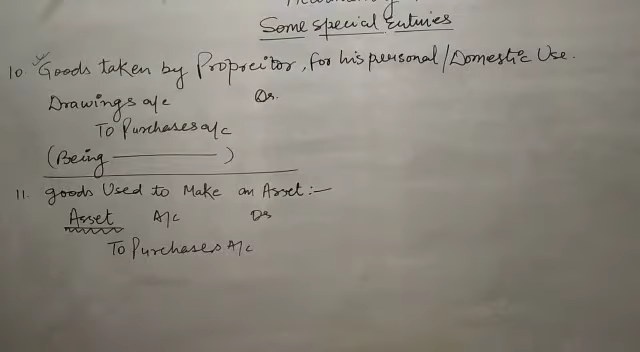 Some special Entries
10. Goods taken by Propreitor, for his personal/Domestic Use.
Drawings a/c Dr.
To Purchases a/c
(Being ———)
11. goods Used to Make an Asset:—
Asset A/c Dr
To Purchases A/c